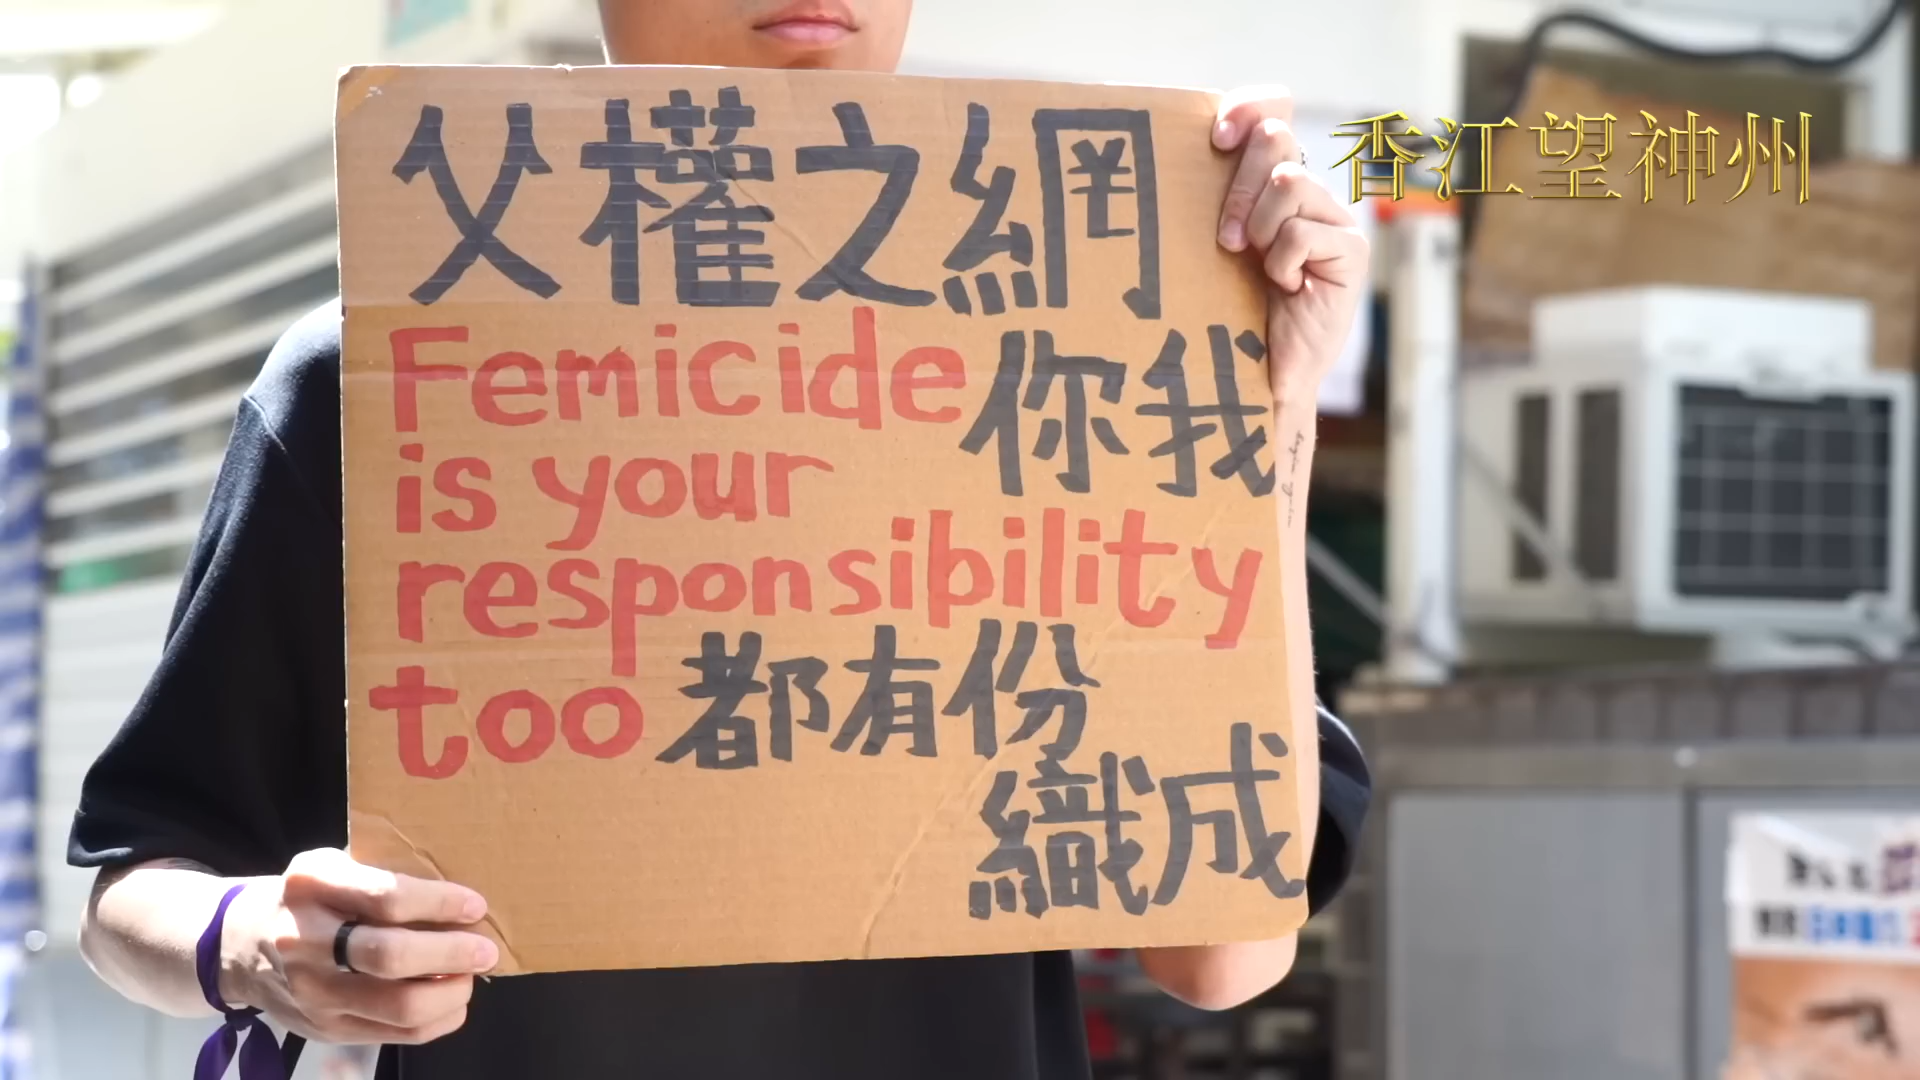 父權之網
Femicide 你我
is your
responsibility
too 都有份
織成
香江望神州